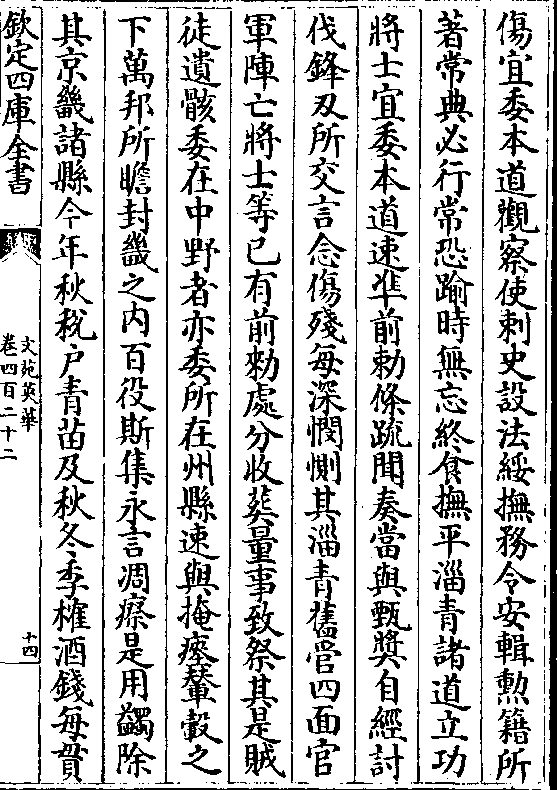 傷宜委本道觀察使刺史設法綏撫務令安輯勲籍所
著常典必行常恐踰時無忘終食撫平淄青諸道立功
將士宜委本道速準前勅條疏聞奏當與甄奨自經討
伐鋒刄所交言念傷殘每深憫惻其淄青舊管四面官
軍陣亡將士等已有前勅處分收葬量事致祭其是賊
徒遺骸委在中野者亦委所在州縣速與掩瘞輦轂之
下萬邦所瞻封畿之内百役斯集永言凋瘵是用蠲除
其京畿諸縣今年秋稅户青苗及秋冬季榷酒錢每貫
欽定四庫全書
文苑英華
卷四百二十二
十四